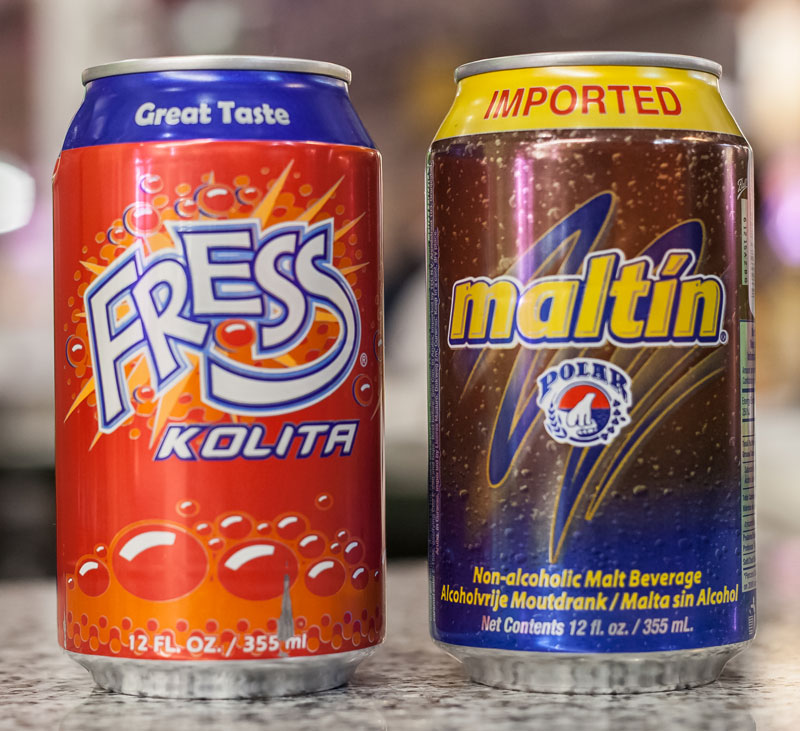 Great Taste
FRESS®
KOLITA
12 FL. OZ. / 355 ml
IMPORTED
maltín®
POLAR
Non-alcoholic Malt Beverage
Alcoholvrije Moutdrank / Malta sin Alcohol
Net Contents 12 fl. oz. / 355 mL.